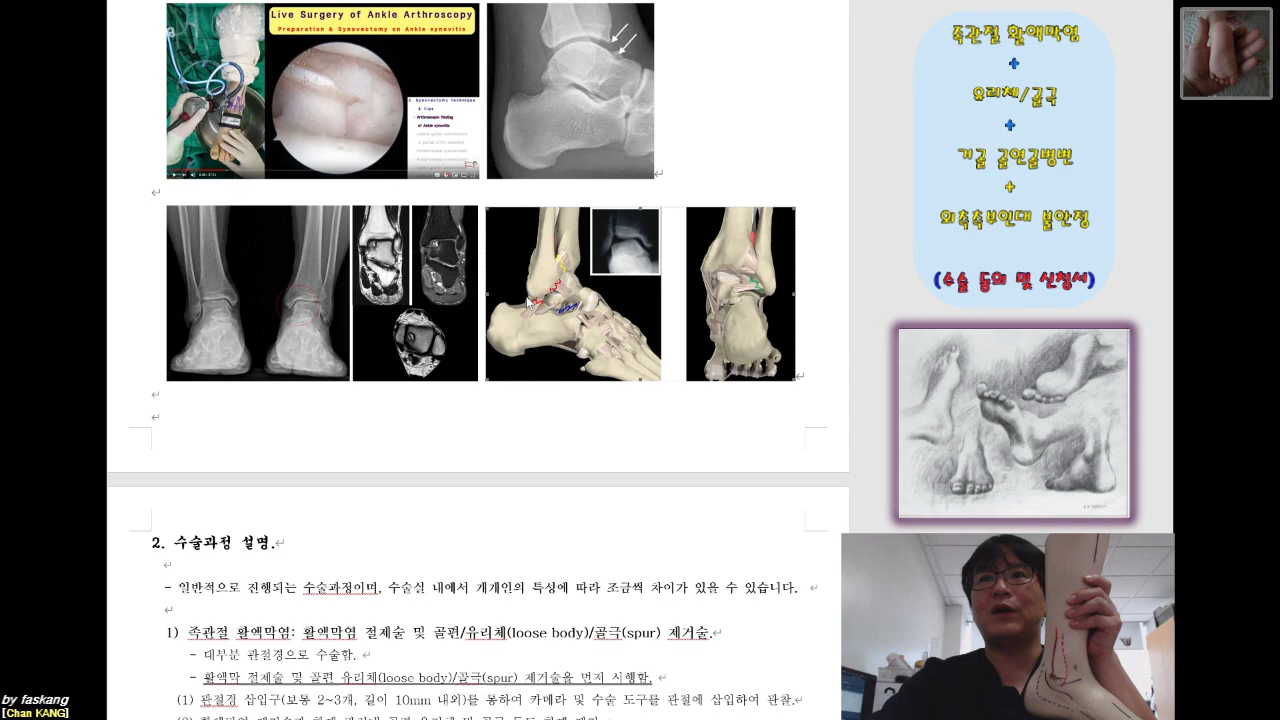 Live Surgery of Ankle Arthroscopy
Preparation & Synovectomy on Ankle synovitis
2. Synovectomy technique
& tips
- Arthroscopic finding
of Ankle synovitis
족관절 활액막염
+
유리체/골극
+
거골 골연골병변
+
외측측부인대 불안정
(수술 동의 및 신청서)
2. 수술과정 설명.
- 일반적으로 진행되는 수술과정이며, 수술실 내에서 개개인의 특성에 따라 조금씩 차이가 있을 수 있습니다.
1) 족관절 활액막염: 활액막염 절제술 및 골편/유리체(loose body)/골극(spur) 제거술.
- 대부분 관절경으로 수술함.
- 활액막 절제술 및 골편 유리체(loose body)/골극(spur) 제거술을 먼저 시행함.
(1) 관절경 삽입구(보통 2~3개, 길이 10mm 내외)를 통하여 카메라 및 수술 도구를 관절에 삽입하여 관찰.
by faskang
[Chan KANG]